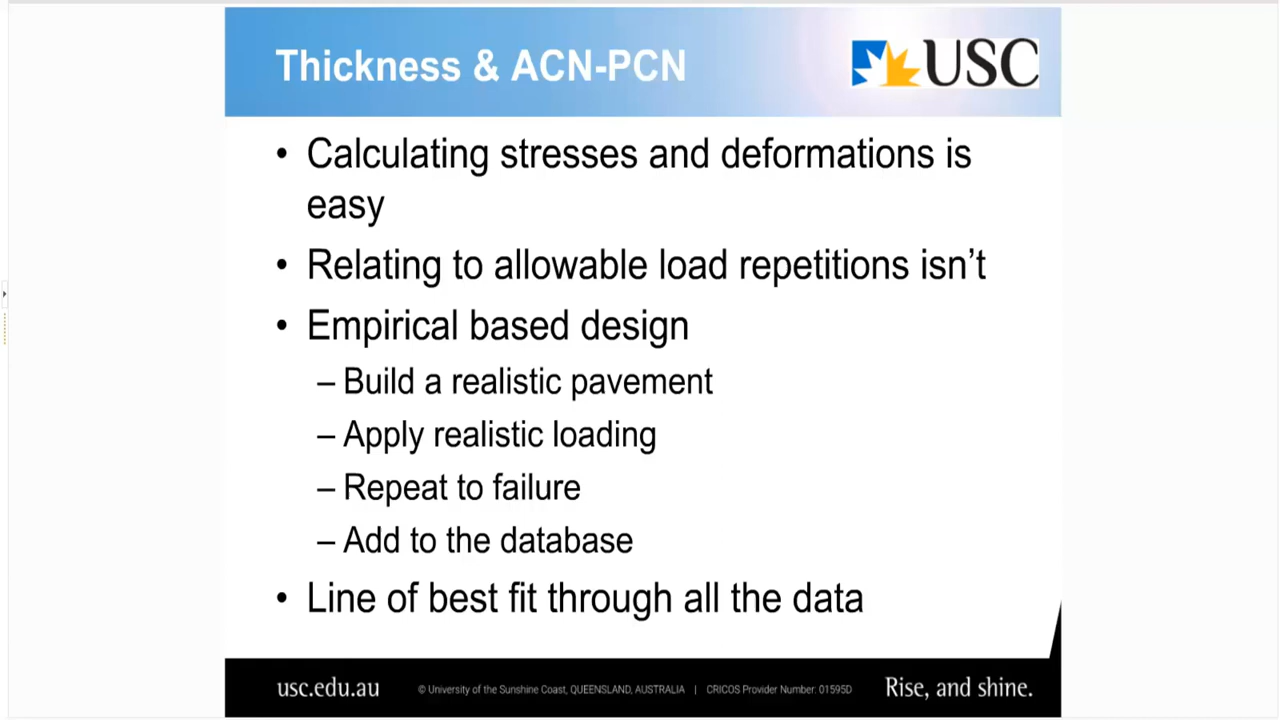 Thickness & ACN-PCN
USC
• Calculating stresses and deformations is
easy
• Relating to allowable load repetitions isn’t
• Empirical based design
– Build a realistic pavement
– Apply realistic loading
– Repeat to failure
– Add to the database
• Line of best fit through all the data
usc.edu.au
© University of the Sunshine Coast, QUEENSLAND, AUSTRALIA | CRICOS Provider Number: 01595D
Rise, and shine.